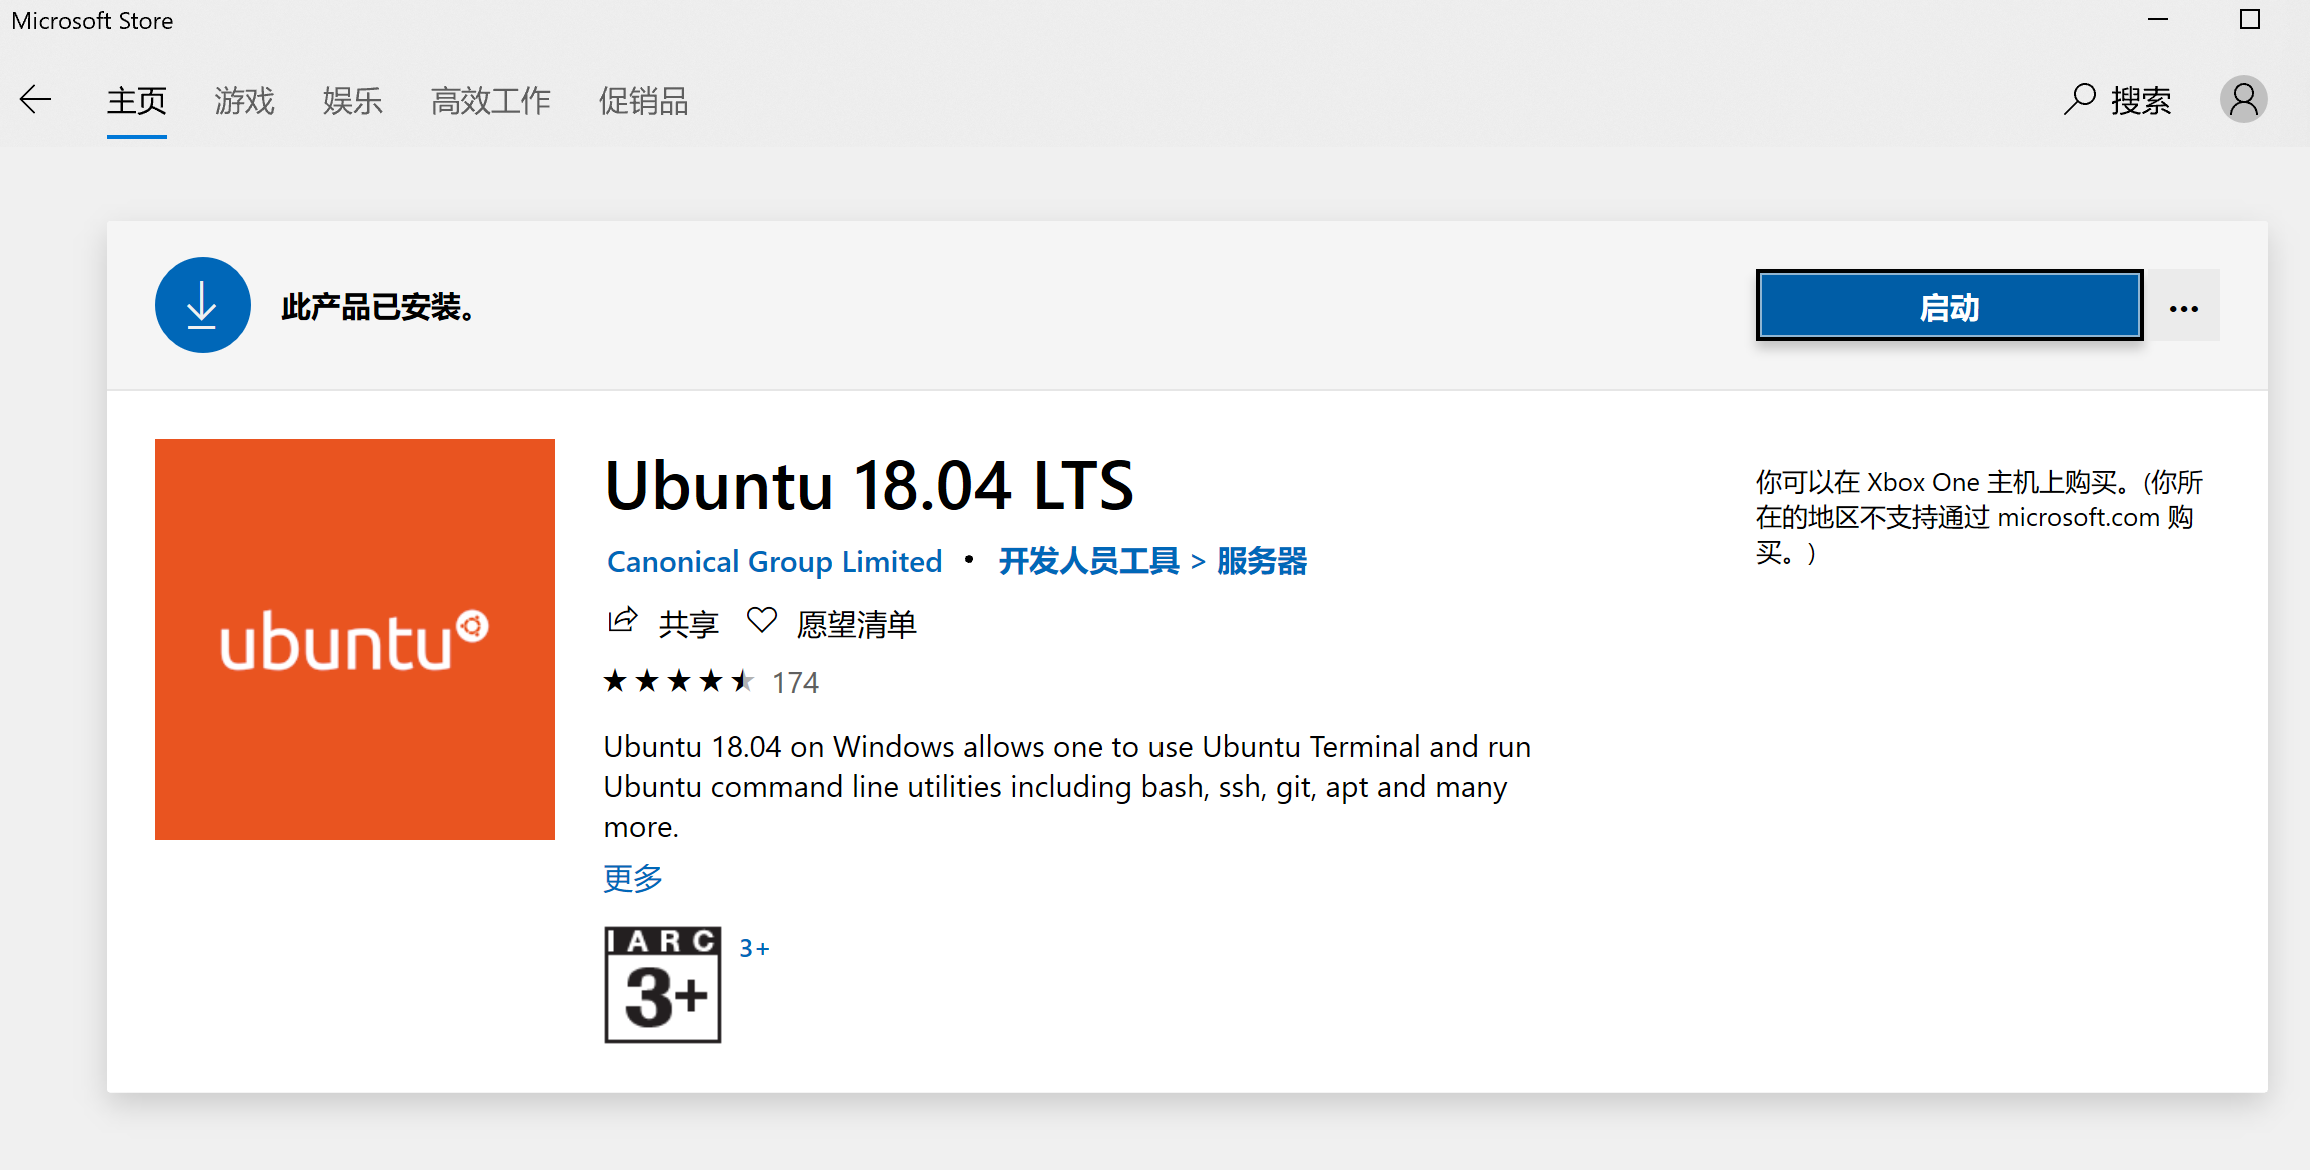 Microsoft Store
主页 游戏 娱乐 高效工作 促销品 搜索
此产品已安装。 启动
ubuntu
Ubuntu 18.04 LTS
Canonical Group Limited • 开发人员工具 > 服务器
共享 愿望清单
174
Ubuntu 18.04 on Windows allows one to use Ubuntu Terminal and run
Ubuntu command line utilities including bash, ssh, git, apt and many
more.
更多
IARC
3+
3+
你可以在 Xbox One 主机上购买。(你所
在的地区不支持通过 microsoft.com 购
买。)